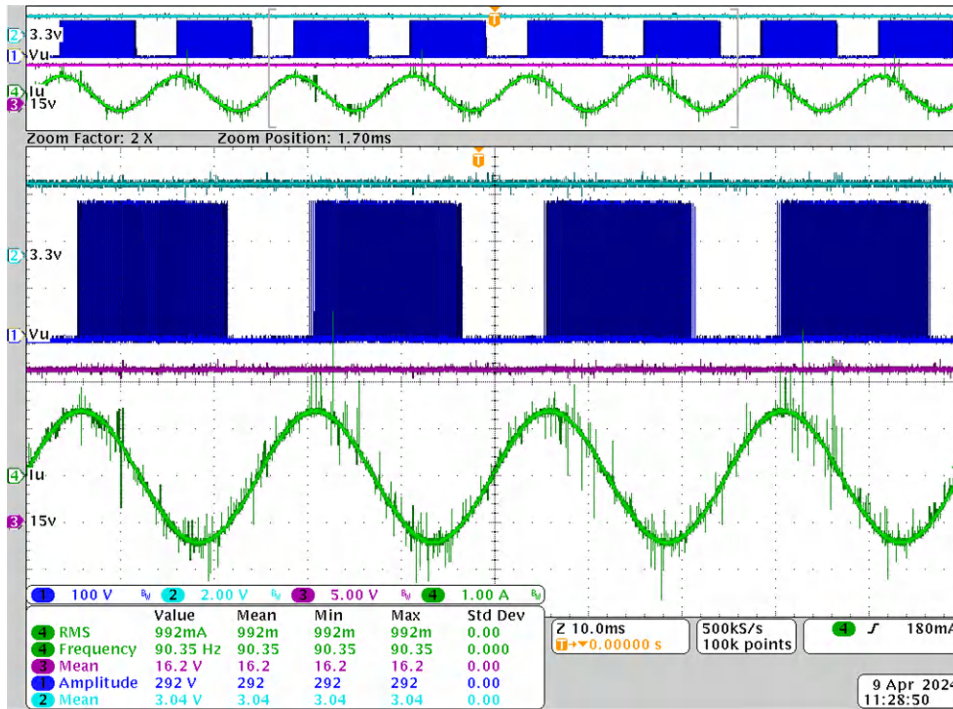 T
2 3.3v
1 Vu
4 Iu
3 15v
Zoom Factor: 2 X Zoom Position: 1.70ms
T
2 3.3v
1 Vu
4 Iu
3 15v
1 100 V BW 2 2.00 V BW 3 5.00 V BW 4 1.00 A BW
Value Mean Min Max Std Dev
4 RMS 992mA 992m 992m 992m 0.00
4 Frequency 90.35 Hz 90.35 90.35 90.35 0.000
3 Mean 16.2 V 16.2 16.2 16.2 0.00
1 Amplitude 292 V 292 292 292 0.00
2 Mean 3.04 V 3.04 3.04 3.04 0.00
Z 10.0ms
T→▼0.00000 s
500kS/s
100k points
4 ƒ 180mA
9 Apr 2024
11:28:50